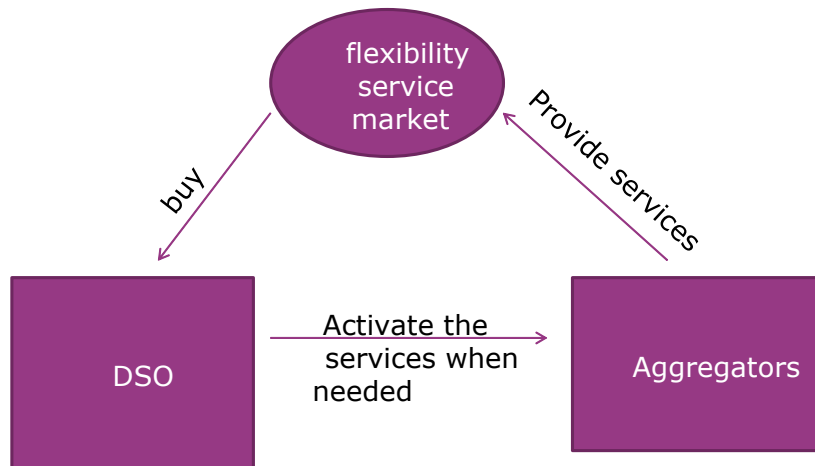 flexibility
service
market
buy
Provide services
DSO
Activate the
services when
needed
Aggregators